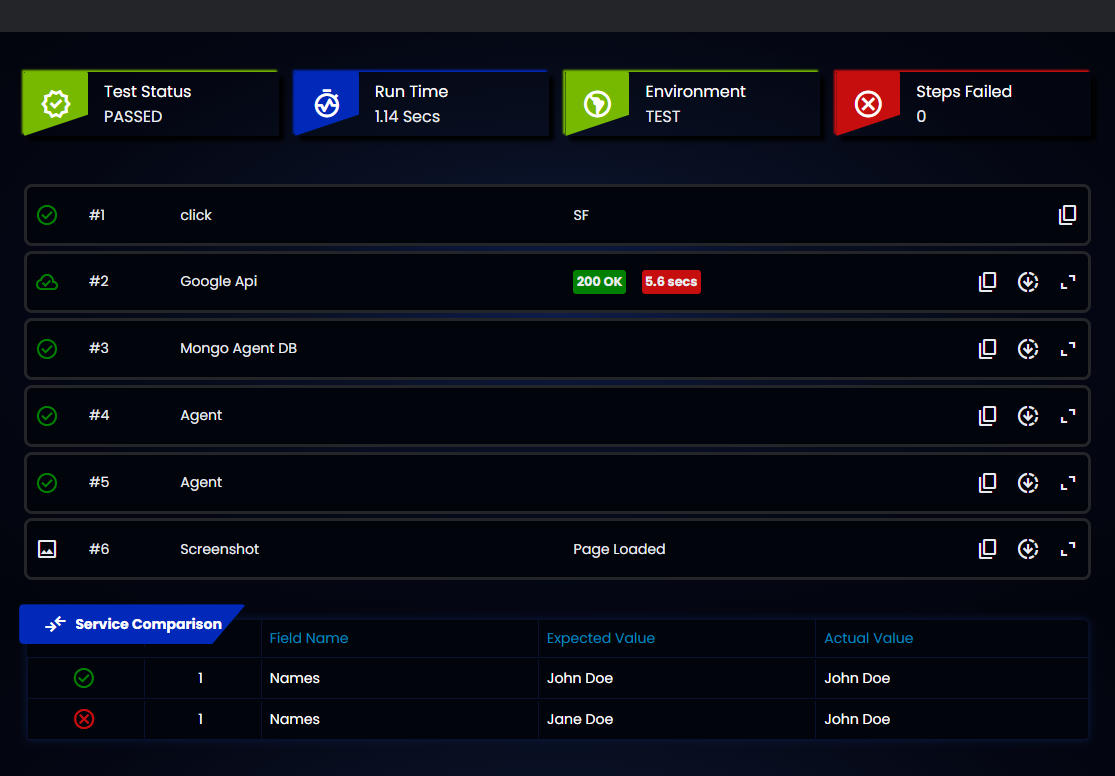 Test Status
PASSED
Run Time
1.14 Secs
Environment
TEST
Steps Failed
0
#1 click SF
#2 Google Api 200 OK 5.6 secs
#3 Mongo Agent DB
#4 Agent
#5 Agent
#6 Screenshot Page Loaded
Service Comparison
Field Name Expected Value Actual Value
1 Names John Doe John Doe
1 Names Jane Doe John Doe